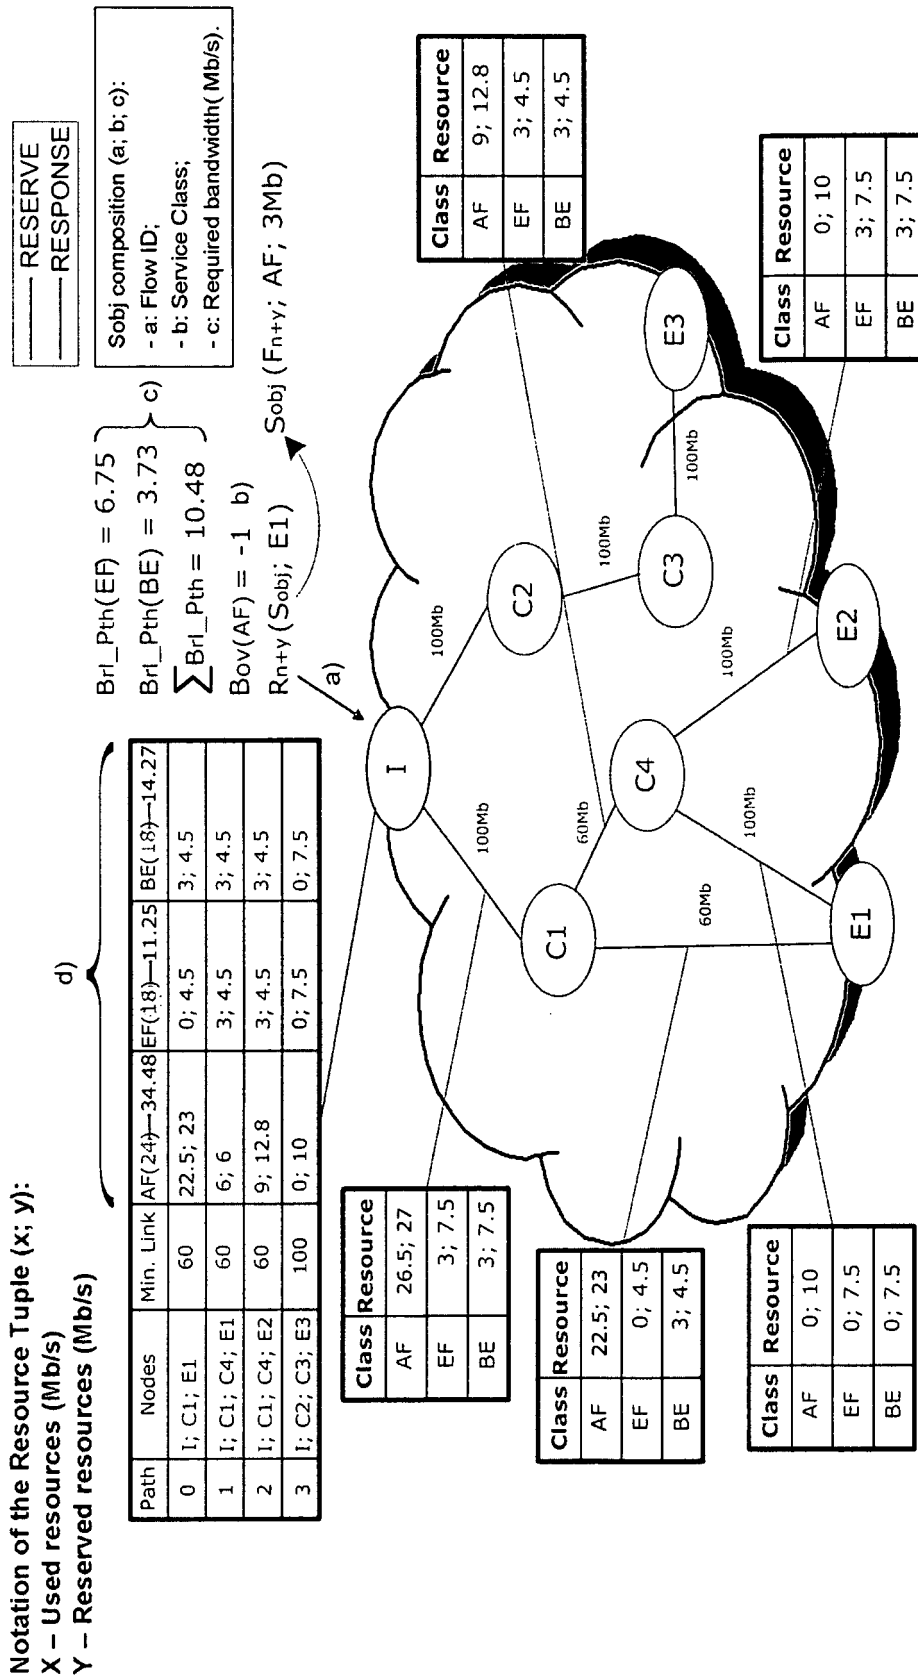 Notation of the Resource Tuple (x; y):
X – Used resources (Mb/s)
Y – Reserved resources (Mb/s)
RESERVE
RESPONSE
Sobj composition (a; b; c):
- a: Flow ID;
- b: Service Class;
- c: Required bandwidth( Mb/s).
Brl_Pth(EF) = 6.75
Brl_Pth(BE) = 3.73
c)
∑Brl_Pth = 10.48
Bov(AF) = -1 b)
Rn+y (Sobj; E1)
Sobj (Fn+y; AF; 3Mb)
a)
d)
Path Nodes Min. Link AF(24)—34.48 EF(18)—11.25 BE(18)—14.27
0 I; C1; E1 60 22.5; 23 0; 4.5 3; 4.5
1 I; C1; C4; E1 60 6; 6 3; 4.5 3; 4.5
2 I; C1; C4; E2 60 9; 12.8 3; 4.5 3; 4.5
3 I; C2; C3; E3 100 0; 10 0; 7.5 0; 7.5
Class Resource
AF 26.5; 27
EF 3; 7.5
BE 3; 7.5
Class Resource
AF 22.5; 23
EF 0; 4.5
BE 3; 4.5
Class Resource
AF 0; 10
EF 0; 7.5
BE 0; 7.5
Class Resource
AF 9; 12.8
EF 3; 4.5
BE 3; 4.5
Class Resource
AF 0; 10
EF 3; 7.5
BE 3; 7.5
I
100Mb
100Mb
C1
C2
60Mb
100Mb
60Mb
C4
C3
100Mb
E3
100Mb
100Mb
E1
E2